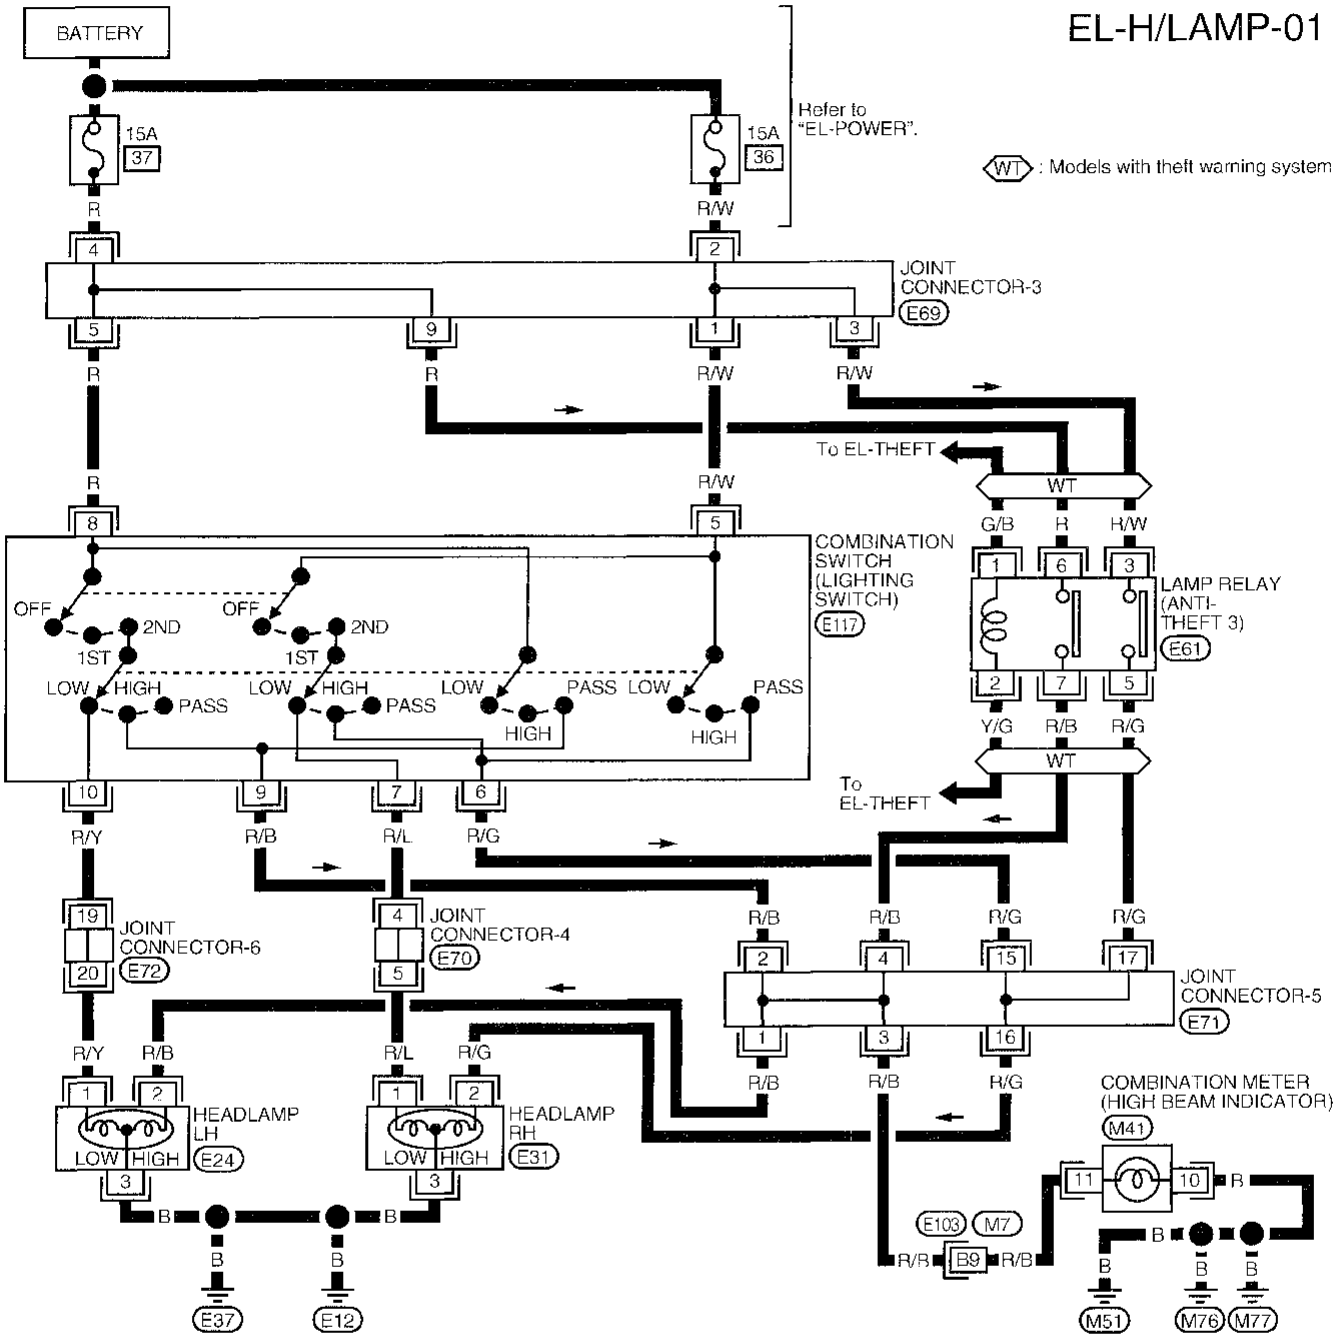 EL-H/LAMP-01
BATTERY
Refer to
"EL-POWER".
15A
37
15A
36
WT : Models with theft warning system
R
R/W
4
2
JOINT
CONNECTOR-3
E69
5
9
1
3
R
R
R/W
R/W
To EL-THEFT
WT
R
R/W
G/B
R
R/W
8
5
COMBINATION
SWITCH
(LIGHTING
SWITCH)
E117
1
6
3
LAMP RELAY
(ANTI-
THEFT 3)
E61
OFF
2ND
1ST
OFF
2ND
1ST
LOW
HIGH
PASS
LOW
HIGH
PASS
LOW
PASS
HIGH
LOW
PASS
HIGH
2
7
5
Y/G
R/B
R/G
WT
To
EL-THEFT
10
9
7
6
R/Y
R/B
R/L
R/G
19
JOINT
CONNECTOR-6
E72
20
4
JOINT
CONNECTOR-4
E70
5
R/B
R/B
R/G
R/G
2
4
15
17
JOINT
CONNECTOR-5
E71
1
3
16
R/Y
R/B
R/L
R/G
R/B
R/B
R/G
1
2
HEADLAMP
LH
E24
LOW
HIGH
3
1
2
HEADLAMP
RH
E31
LOW
HIGH
3
COMBINATION METER
(HIGH BEAM INDICATOR)
M41
11
10
B
B
B
B
B
E37
E12
E103
M7
R/B
B9
R/B
B
B
B
B
M51
M76
M77